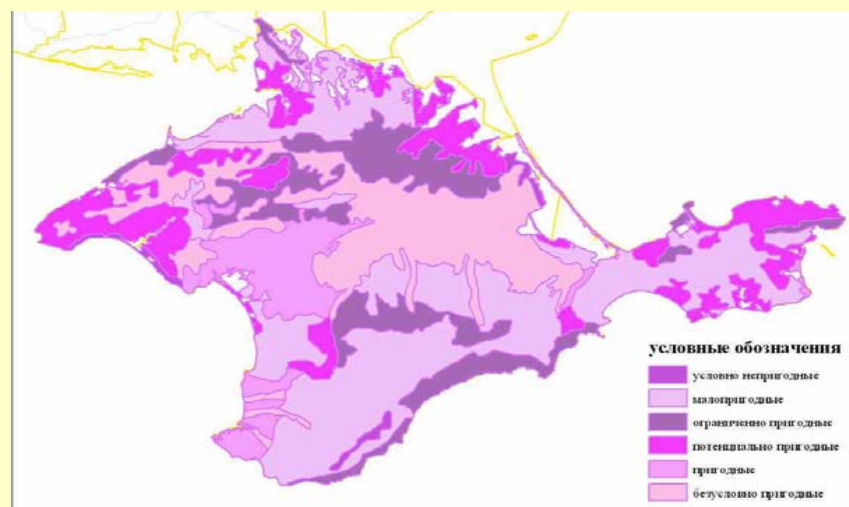 условные обозначения
условно непригодные
малопригодные
ограниченно пригодные
потенциально пригодные
пригодные
безусловно пригодные